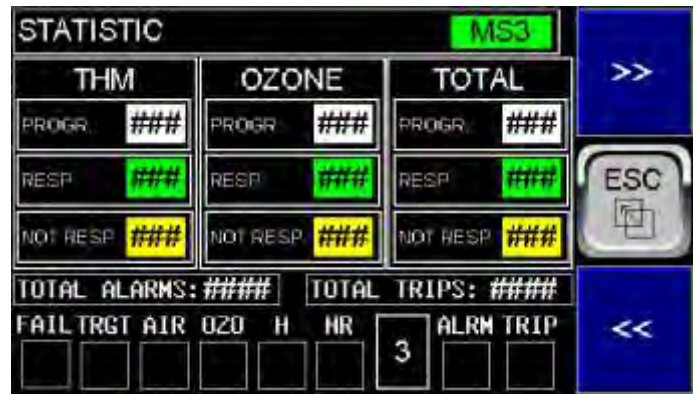 STATISTIC MS3
>>
THM OZONE TOTAL
PROGR. ### PROGR ### PROGR. ###
RESP ### RESP ### RESP ###
ESC
NOT RESP ### NOT RESP ### NOT RESP ###
TOTAL ALARMS:#### TOTAL TRIPS: ####
FAIL TRGT AIR OZO H NR 3 ALRM TRIP
<<